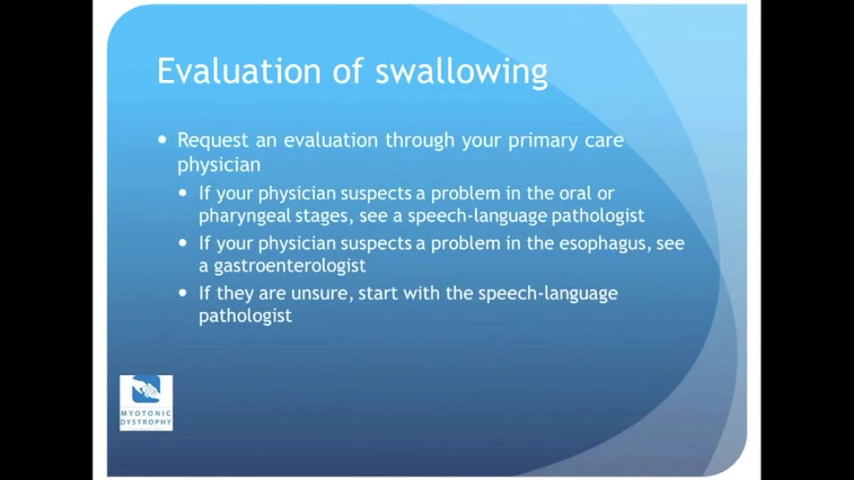 Evaluation of swallowing
Request an evaluation through your primary care
physician
If your physician suspects a problem in the oral or
pharyngeal stages, see a speech-language pathologist
If your physician suspects a problem in the esophagus, see
a gastroenterologist
If they are unsure, start with the speech-language
pathologist
MYOTONIC
DYSTROPHY